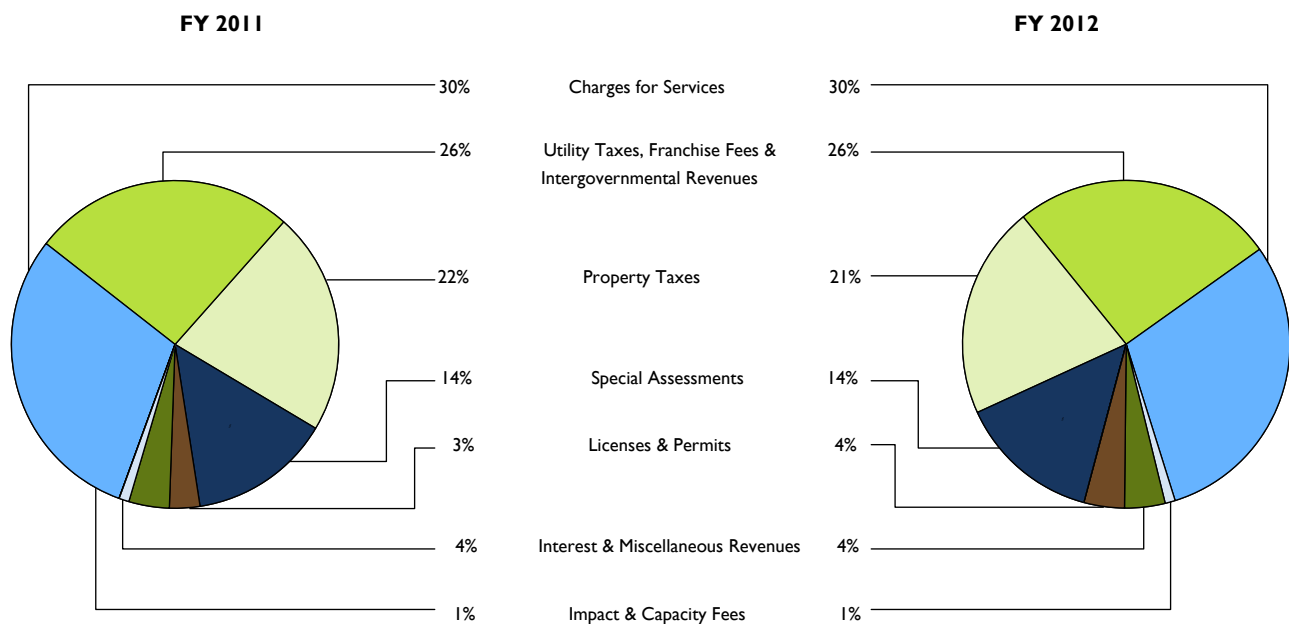 FY 2011 FY 2012
30% Charges for Services 30%
26% Utility Taxes, Franchise Fees & 26%
Intergovernmental Revenues
22% Property Taxes 21%
14% Special Assessments 14%
3% Licenses & Permits 4%
4% Interest & Miscellaneous Revenues 4%
1% Impact & Capacity Fees 1%